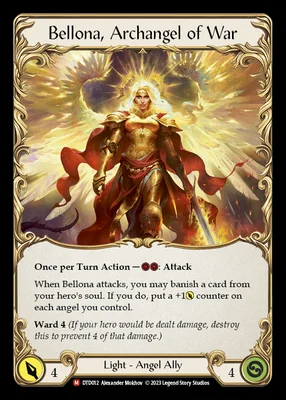 Bellona, Archangel of War
Once per Turn Action — : Attack
When Bellona attacks, you may banish a card
from your hero's soul. If you do, put a +1 counter
on each angel you control.
Ward 4 (If your hero would be dealt damage, destroy
this to prevent 4 of that damage.)
4
Light - Angel Ally
4
M DTD012 Alexander Mokhov © 2023 Legend Story Studios